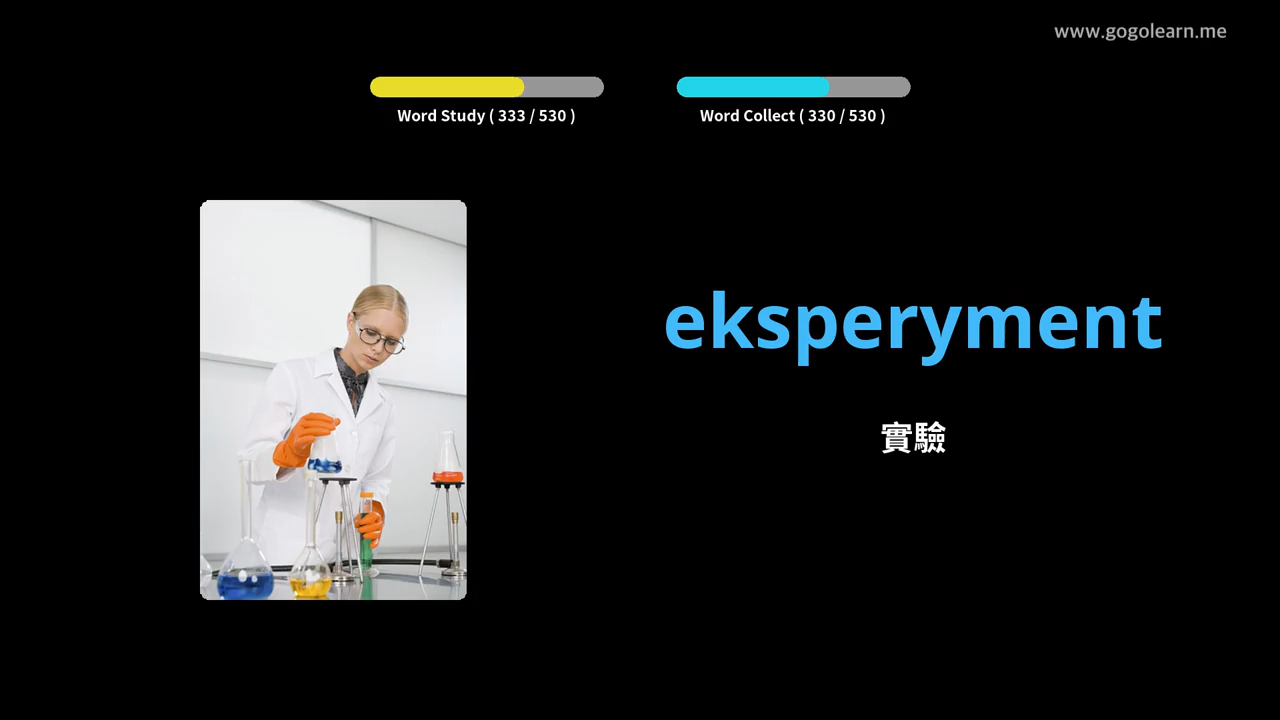 www.gogolearn.me
Word Study ( 333 / 530 )
Word Collect ( 330 / 530 )
eksperyment
實驗